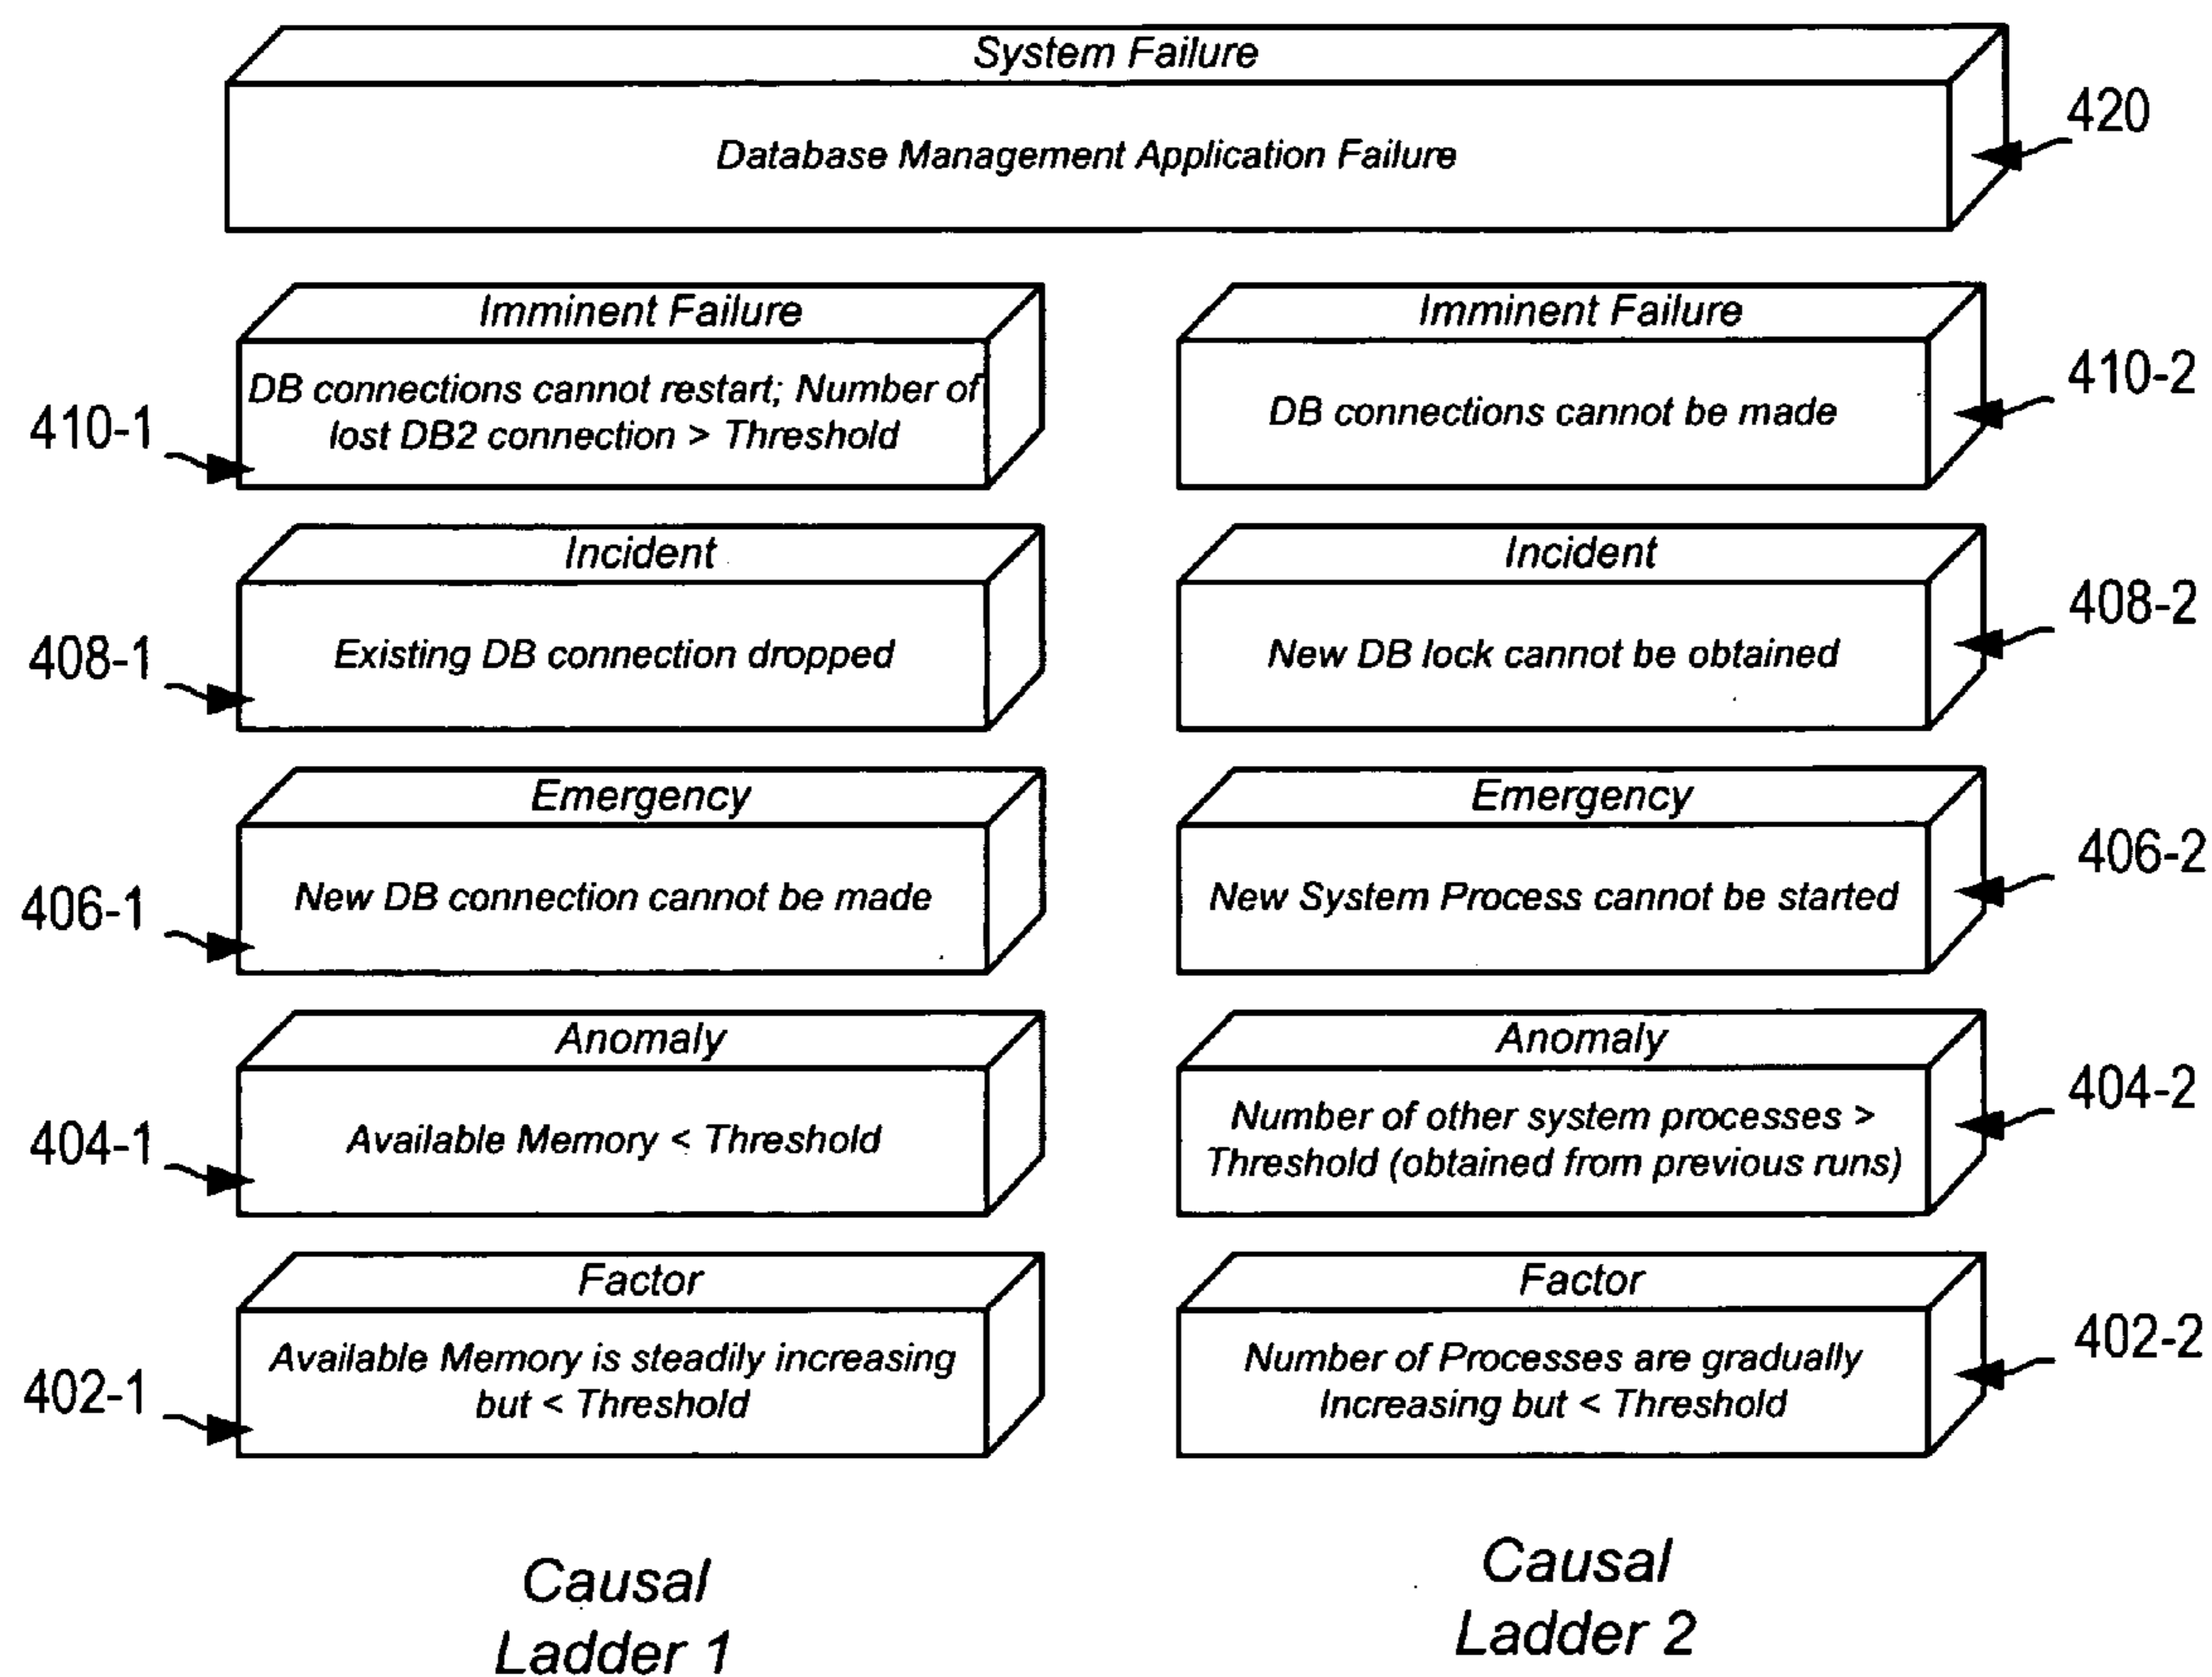 System Failure
Database Management Application Failure
420
Imminent Failure
DB connections cannot restart; Number of
lost DB2 connection > Threshold
410-1
Imminent Failure
DB connections cannot be made
410-2
Incident
Existing DB connection dropped
408-1
Incident
New DB lock cannot be obtained
408-2
Emergency
New DB connection cannot be made
406-1
Emergency
New System Process cannot be started
406-2
Anomaly
Available Memory < Threshold
404-1
Anomaly
Number of other system processes >
Threshold (obtained from previous runs)
404-2
Factor
Available Memory is steadily increasing
but < Threshold
402-1
Factor
Number of Processes are gradually
Increasing but < Threshold
402-2
Causal
Ladder 1
Causal
Ladder 2